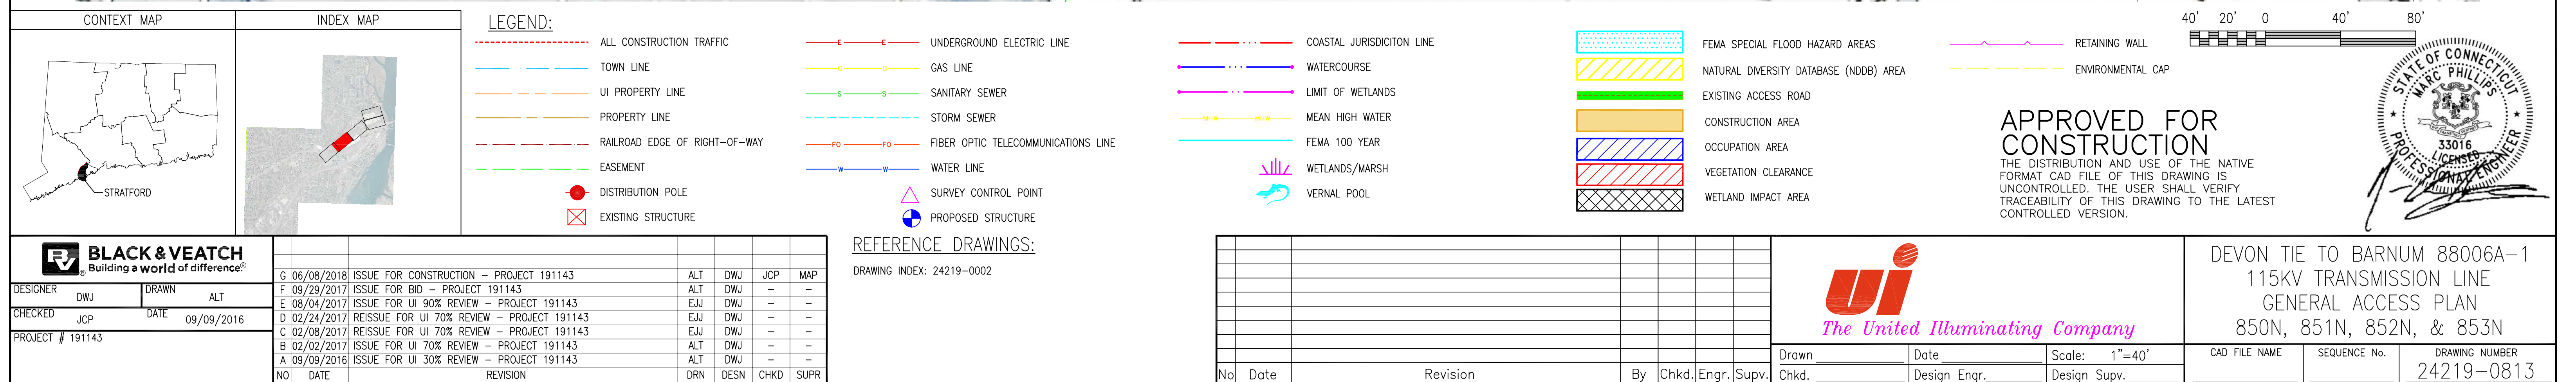 CONTEXT MAP
STRATFORD
INDEX MAP
LEGEND:
ALL CONSTRUCTION TRAFFIC
TOWN LINE
UI PROPERTY LINE
PROPERTY LINE
RAILROAD EDGE OF RIGHT-OF-WAY
EASEMENT
DISTRIBUTION POLE
EXISTING STRUCTURE
E E UNDERGROUND ELECTRIC LINE
G G GAS LINE
S S SANITARY SEWER
STORM SEWER
FO FO FIBER OPTIC TELECOMMUNICATIONS LINE
W W WATER LINE
SURVEY CONTROL POINT
PROPOSED STRUCTURE
COASTAL JURISDICITON LINE
WATERCOURSE
LIMIT OF WETLANDS
MHW MHW MEAN HIGH WATER
FEMA 100 YEAR
WETLANDS/MARSH
VERNAL POOL
FEMA SPECIAL FLOOD HAZARD AREAS
NATURAL DIVERSITY DATABASE (NDDB) AREA
EXISTING ACCESS ROAD
CONSTRUCTION AREA
OCCUPATION AREA
VEGETATION CLEARANCE
WETLAND IMPACT AREA
RETAINING WALL
ENVIRONMENTAL CAP
40' 20' 0 40' 80'
APPROVED FOR
CONSTRUCTION
THE DISTRIBUTION AND USE OF THE NATIVE
FORMAT CAD FILE OF THIS DRAWING IS
UNCONTROLLED. THE USER SHALL VERIFY
TRACEABILITY OF THIS DRAWING TO THE LATEST
CONTROLLED VERSION.
STATE OF CONNECTICUT
MARC PHILLIPS
33016
LICENSED
PROFESSIONAL ENGINEER
BV BLACK & VEATCH
Building a world of difference.®
DESIGNER DWJ DRAWN ALT
CHECKED JCP DATE 09/09/2016
PROJECT # 191143
G 06/08/2018 ISSUE FOR CONSTRUCTION - PROJECT 191143 ALT DWJ JCP MAP
F 09/29/2017 ISSUE FOR BID - PROJECT 191143 ALT DWJ - -
E 08/04/2017 ISSUE FOR UI 90% REVIEW - PROJECT 191143 EJJ DWJ - -
D 02/24/2017 REISSUE FOR UI 70% REVIEW - PROJECT 191143 EJJ DWJ - -
C 02/08/2017 REISSUE FOR UI 70% REVIEW - PROJECT 191143 EJJ DWJ - -
B 02/02/2017 ISSUE FOR UI 70% REVIEW - PROJECT 191143 ALT DWJ - -
A 09/09/2016 ISSUE FOR UI 30% REVIEW - PROJECT 191143 ALT DWJ - -
NO DATE REVISION DRN DESN CHKD SUPR
REFERENCE DRAWINGS:
DRAWING INDEX: 24219-0002
No Date Revision By Chkd. Engr. Supv.
ui
The United Illuminating Company
Drawn Date Scale: 1"=40'
Chkd. Design Engr. Design Supv.
DEVON TIE TO BARNUM 88006A-1
115KV TRANSMISSION LINE
GENERAL ACCESS PLAN
850N, 851N, 852N, & 853N
CAD FILE NAME SEQUENCE No. DRAWING NUMBER
24219-0813